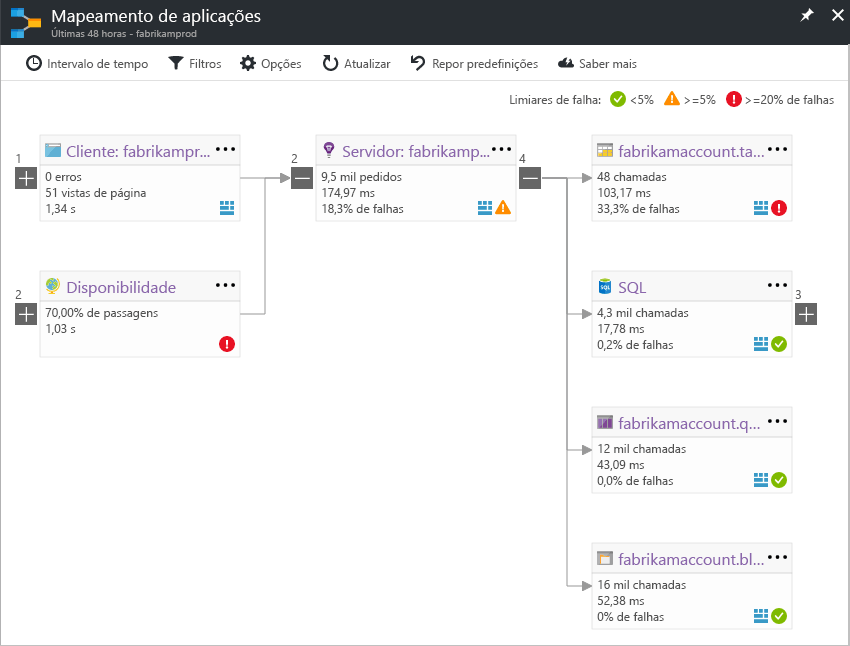 Mapeamento de aplicações
Últimas 48 horas - fabrikamprod
Intervalo de tempo
Filtros
Opções
Atualizar
Repor predefinições
Saber mais
Limiares de falha: <5% >=5% >=20% de falhas
1
Cliente: fabrikampr...
0 erros
51 vistas de página
1,34 s
2
Disponibilidade
70,00% de passagens
1,03 s
2
Servidor: fabrikamp...
9,5 mil pedidos
174,97 ms
18,3% de falhas
4
fabrikamaccount.ta...
48 chamadas
103,17 ms
33,3% de falhas
SQL
SQL
4,3 mil chamadas
17,78 ms
0,2% de falhas
3
fabrikamaccount.q...
12 mil chamadas
43,09 ms
0,0% de falhas
fabrikamaccount.bl...
16 mil chamadas
52,38 ms
0% de falhas